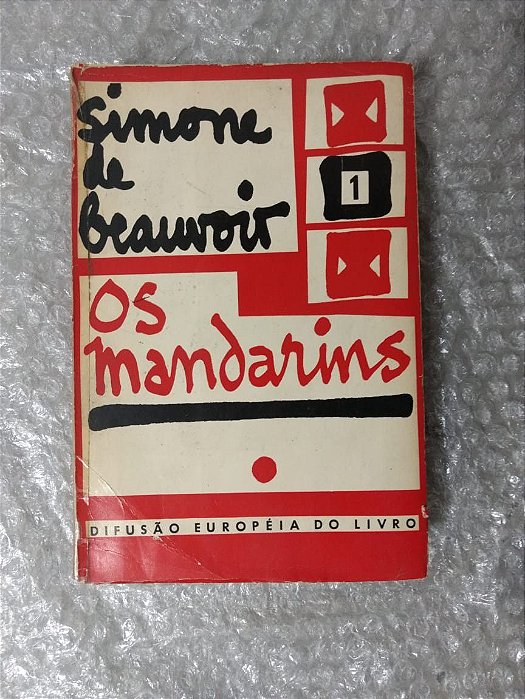 simone
de
beauvoir
1
os
mandarins
DIFUSÃO EUROPÉIA DO LIVRO